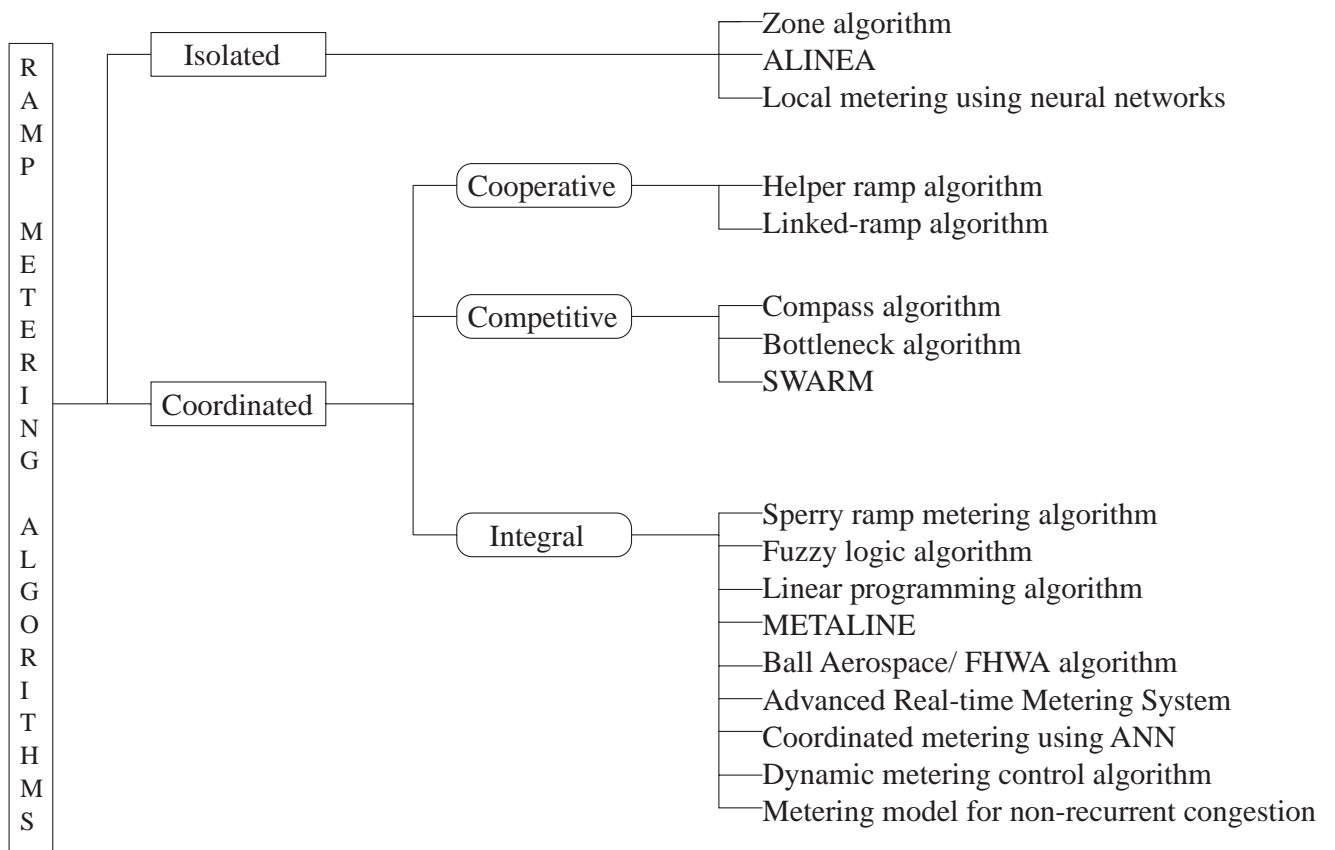 RAMP METERING ALGORITHMS
Isolated
Zone algorithm
ALINEA
Local metering using neural networks
Coordinated
Cooperative
Helper ramp algorithm
Linked-ramp algorithm
Competitive
Compass algorithm
Bottleneck algorithm
SWARM
Integral
Sperry ramp metering algorithm
Fuzzy logic algorithm
Linear programming algorithm
METALINE
Ball Aerospace/ FHWA algorithm
Advanced Real-time Metering System
Coordinated metering using ANN
Dynamic metering control algorithm
Metering model for non-recurrent congestion